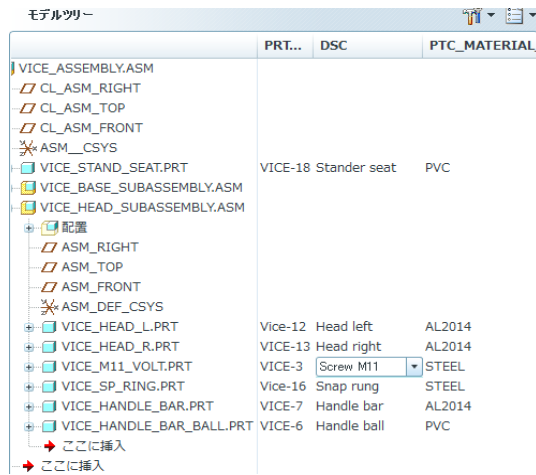 モデルツリー
PRT... DSC PTC_MATERIAL_
VICE_ASSEMBLY.ASM
CL_ASM_RIGHT
CL_ASM_TOP
CL_ASM_FRONT
ASM__CSYS
VICE_STAND_SEAT.PRT VICE-18 Stander seat PVC
VICE_BASE_SUBASSEMBLY.ASM
VICE_HEAD_SUBASSEMBLY.ASM
配置
ASM_RIGHT
ASM_TOP
ASM_FRONT
ASM_DEF_CSYS
VICE_HEAD_L.PRT Vice-12 Head left AL2014
VICE_HEAD_R.PRT VICE-13 Head right AL2014
VICE_M11_VOLT.PRT VICE-3 Screw M11 STEEL
VICE_SP_RING.PRT Vice-16 Snap rung STEEL
VICE_HANDLE_BAR.PRT VICE-7 Handle bar AL2014
VICE_HANDLE_BAR_BALL.PRT VICE-6 Handle ball PVC
ここに挿入
ここに挿入